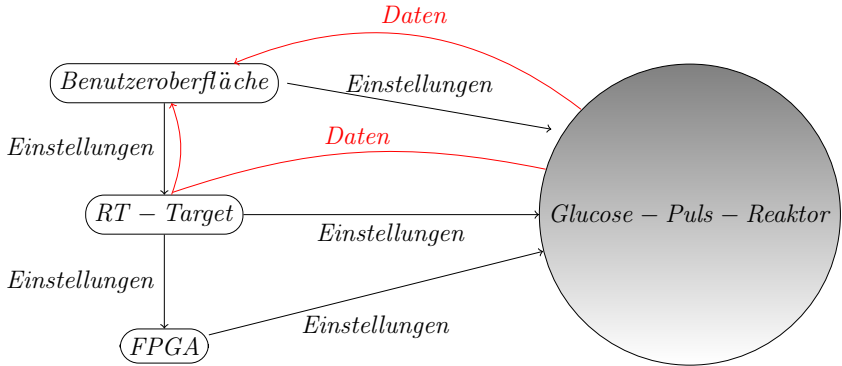 Daten
Benutzeroberfläche
Einstellungen
Daten
Einstellungen
RT – Target
Glucose – Puls – Reaktor
Einstellungen
Einstellungen
Einstellungen
FPGA